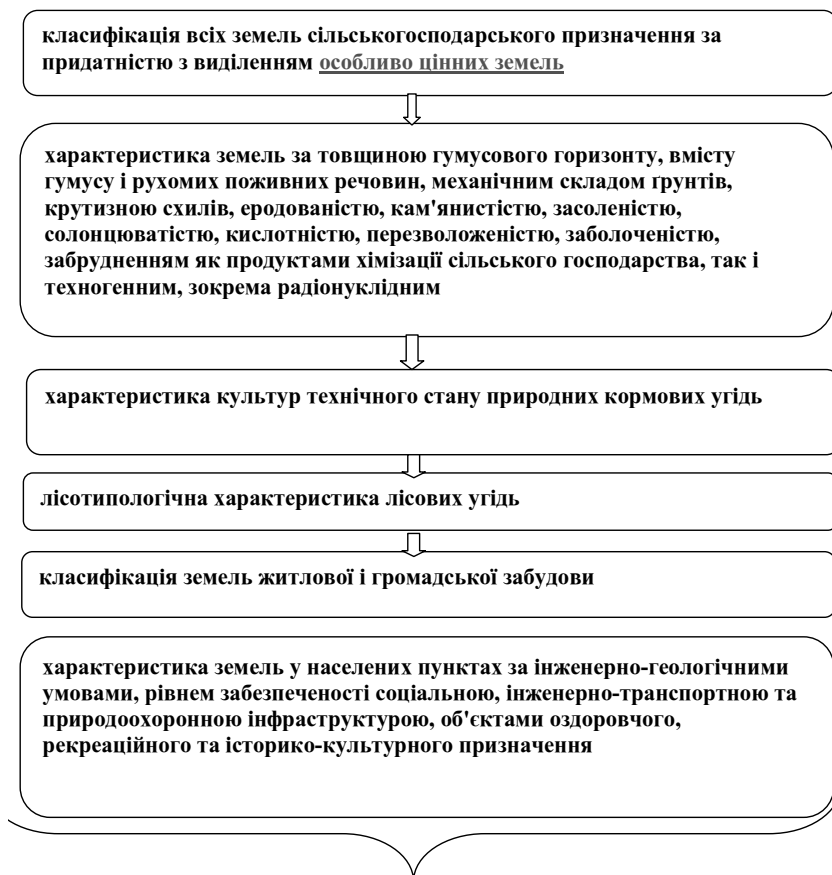 класифікація всіх земель сільськогосподарського призначення за
придатністю з виділенням особливо цінних земель
характеристика земель за товщиною гумусового горизонту, вмісту
гумусу і рухомих поживних речовин, механічним складом ґрунтів,
крутизною схилів, еродованістю, кам'янистістю, засоленістю,
солонцюватістю, кислотністю, перезволоженістю, заболоченістю,
забрудненням як продуктами хімізації сільського господарства, так і
техногенним, зокрема радіонуклідним
характеристика культур технічного стану природних кормових угідь
лісотипологічна характеристика лісових угідь
класифікація земель житлової і громадської забудови
характеристика земель у населених пунктах за інженерно-геологічними
умовами, рівнем забезпеченості соціальною, інженерно-транспортною та
природоохоронною інфраструктурою, об'єктами оздоровчого,
рекреаційного та історико-культурного призначення